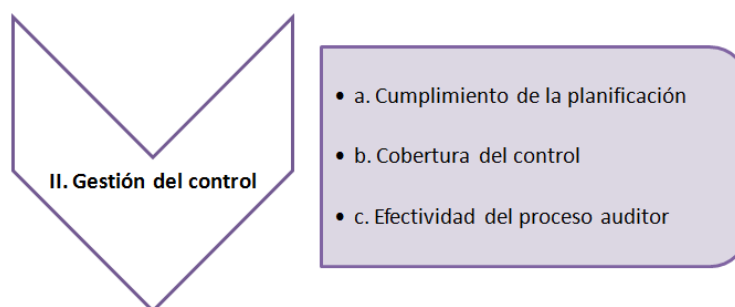 II. Gestión del control
• a. Cumplimiento de la planificación
• b. Cobertura del control
• c. Efectividad del proceso auditor